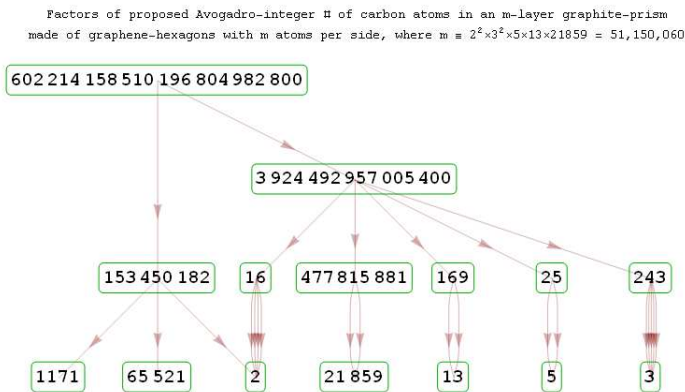 Factors of proposed Avogadro-integer # of carbon atoms in an m-layer graphite-prism
made of graphene-hexagons with m atoms per side, where m = 2²×3²×5×13×21859 = 51,150,060
602 214 158 510 196 804 982 800
3 924 492 957 005 400
153 450 182 16 477 815 881 169 25 243
1171 65 521 2 21 859 13 5 3